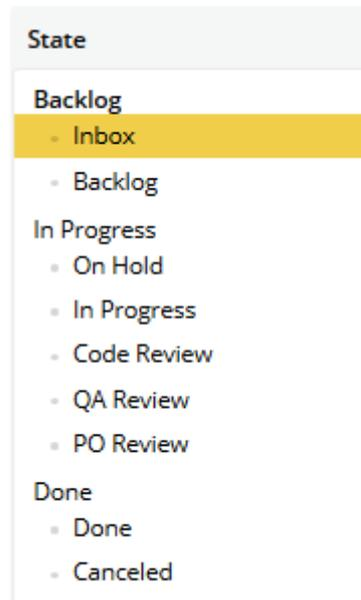 State
Backlog
Inbox
Backlog
In Progress
On Hold
In Progress
Code Review
QA Review
PO Review
Done
Done
Canceled